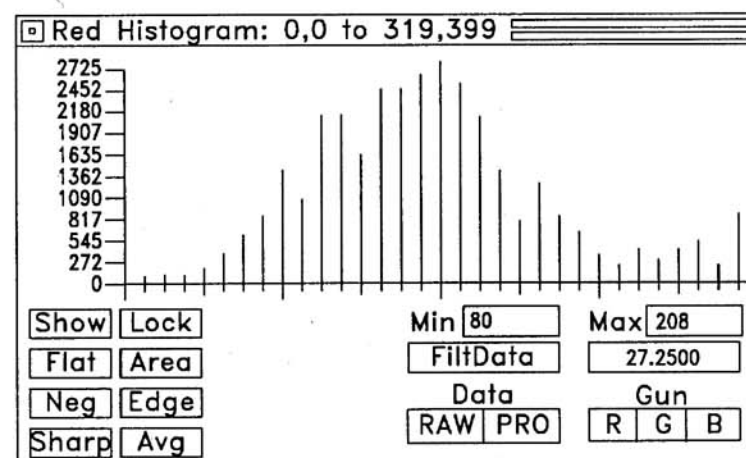 Red Histogram: 0,0 to 319,399
2725
2452
2180
1907
1635
1362
1090
817
545
272
0
Show Lock Min 80 Max 208
Flat Area FiltData 27.2500
Neg Edge Data Gun
Sharp Avg RAW PRO R G B